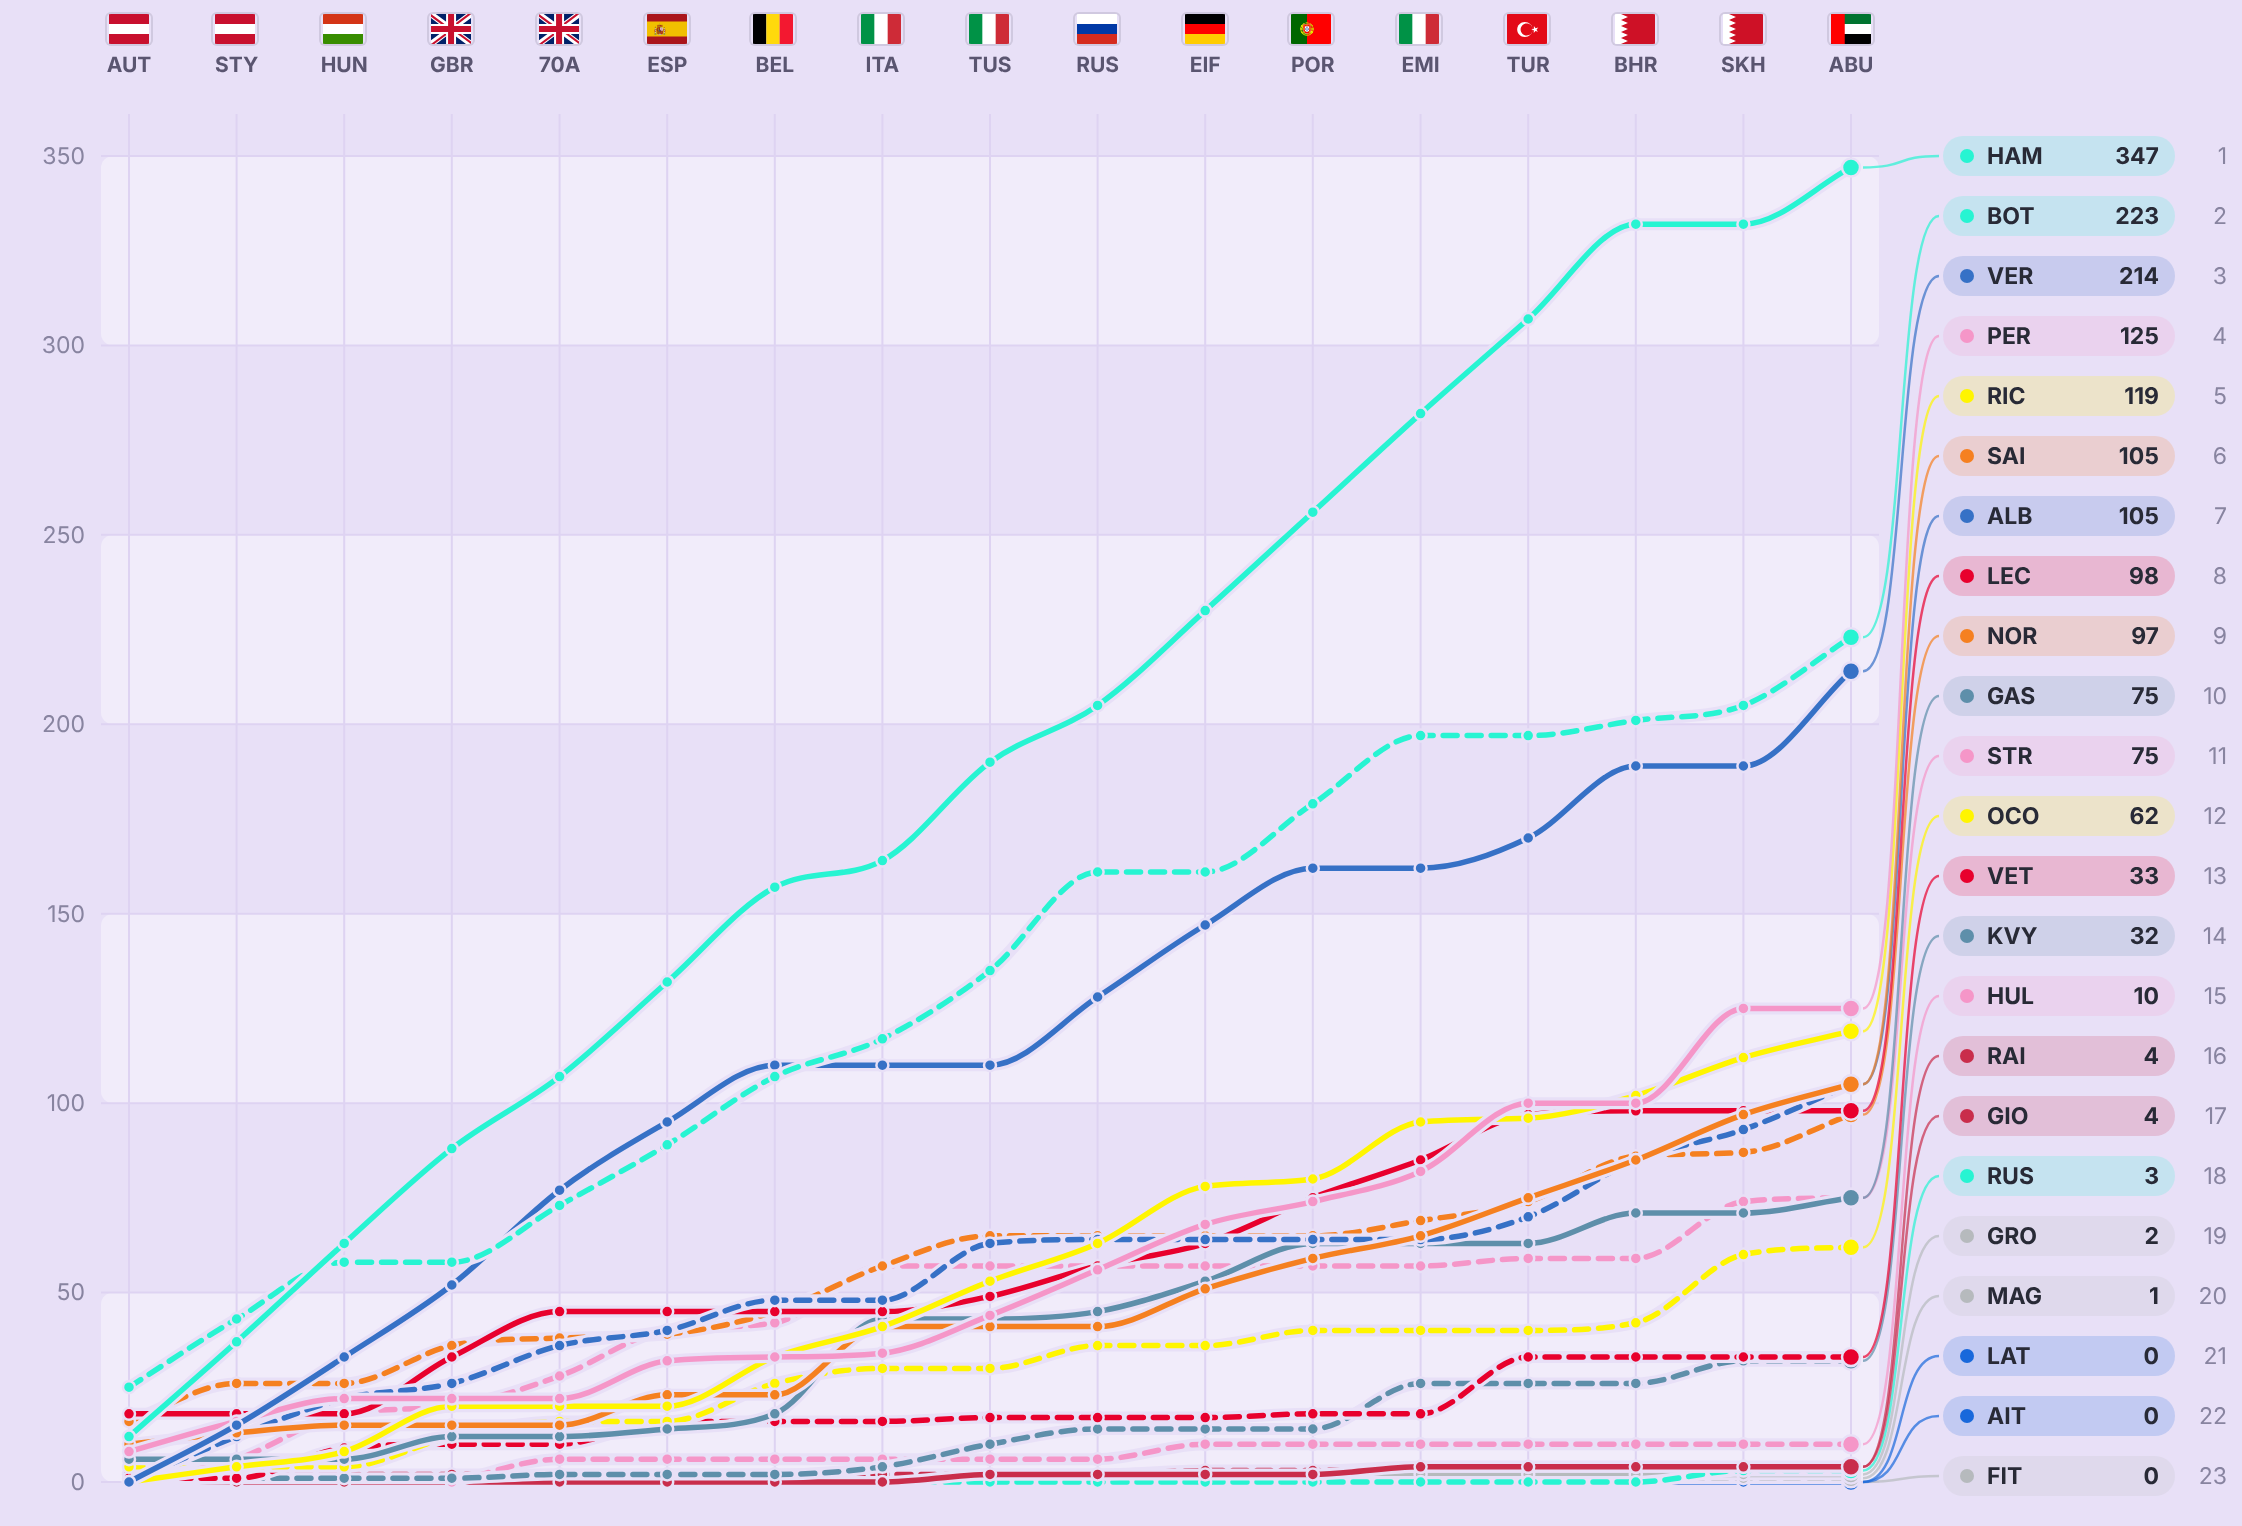 AUT STY HUN GBR 70A ESP BEL ITA TUS RUS EIF POR EMI TUR BHR SKH ABU
350
300
250
200
150
100
50
0
HAM 347 1
BOT 223 2
VER 214 3
PER 125 4
RIC 119 5
SAI 105 6
ALB 105 7
LEC 98 8
NOR 97 9
GAS 75 10
STR 75 11
OCO 62 12
VET 33 13
KVY 32 14
HUL 10 15
RAI 4 16
GIO 4 17
RUS 3 18
GRO 2 19
MAG 1 20
LAT 0 21
AIT 0 22
FIT 0 23